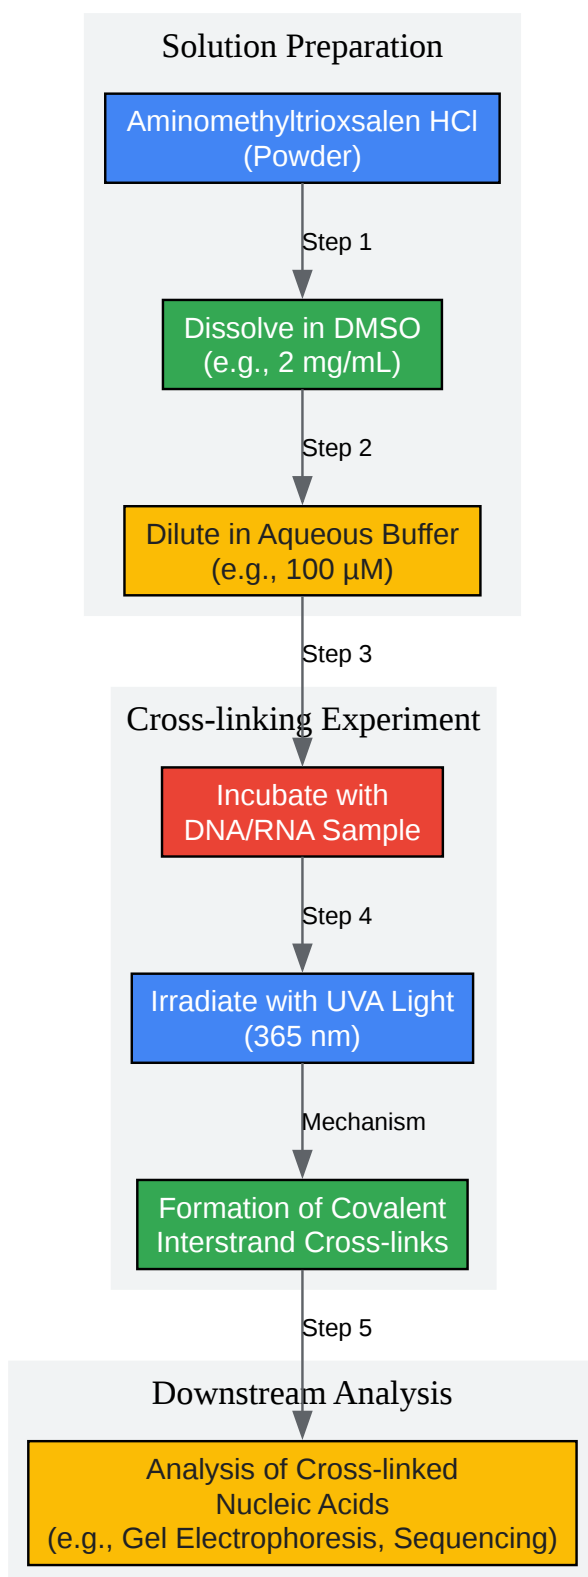 Solution Preparation
Aminomethyltrioxsalen HCl
(Powder)
Step 1
Dissolve in DMSO
(e.g., 2 mg/mL)
Step 2
Dilute in Aqueous Buffer
(e.g., 100 µM)
Step 3
Cross-linking Experiment
Incubate with
DNA/RNA Sample
Step 4
Irradiate with UVA Light
(365 nm)
Mechanism
Formation of Covalent
Interstrand Cross-links
Step 5
Downstream Analysis
Analysis of Cross-linked
Nucleic Acids
(e.g., Gel Electrophoresis, Sequencing)